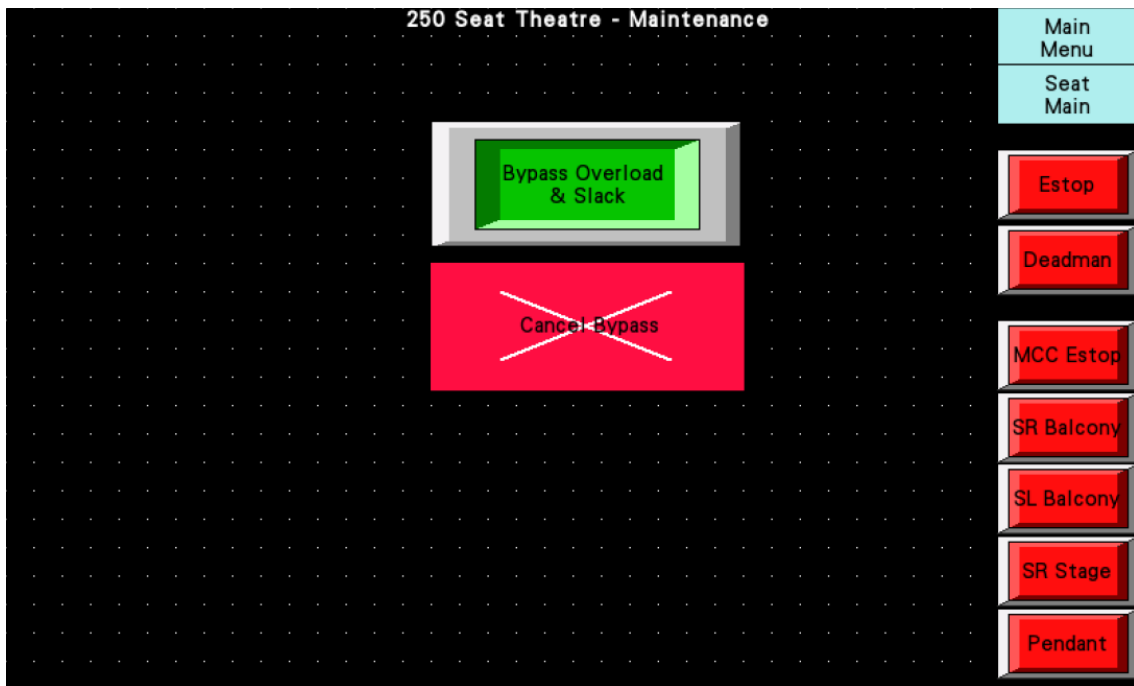 250 Seat Theatre - Maintenance
Main
Menu
Seat
Main
Bypass Overload
& Slack
Cancel Bypass
Estop
Deadman
MCC Estop
SR Balcony
SL Balcony
SR Stage
Pendant